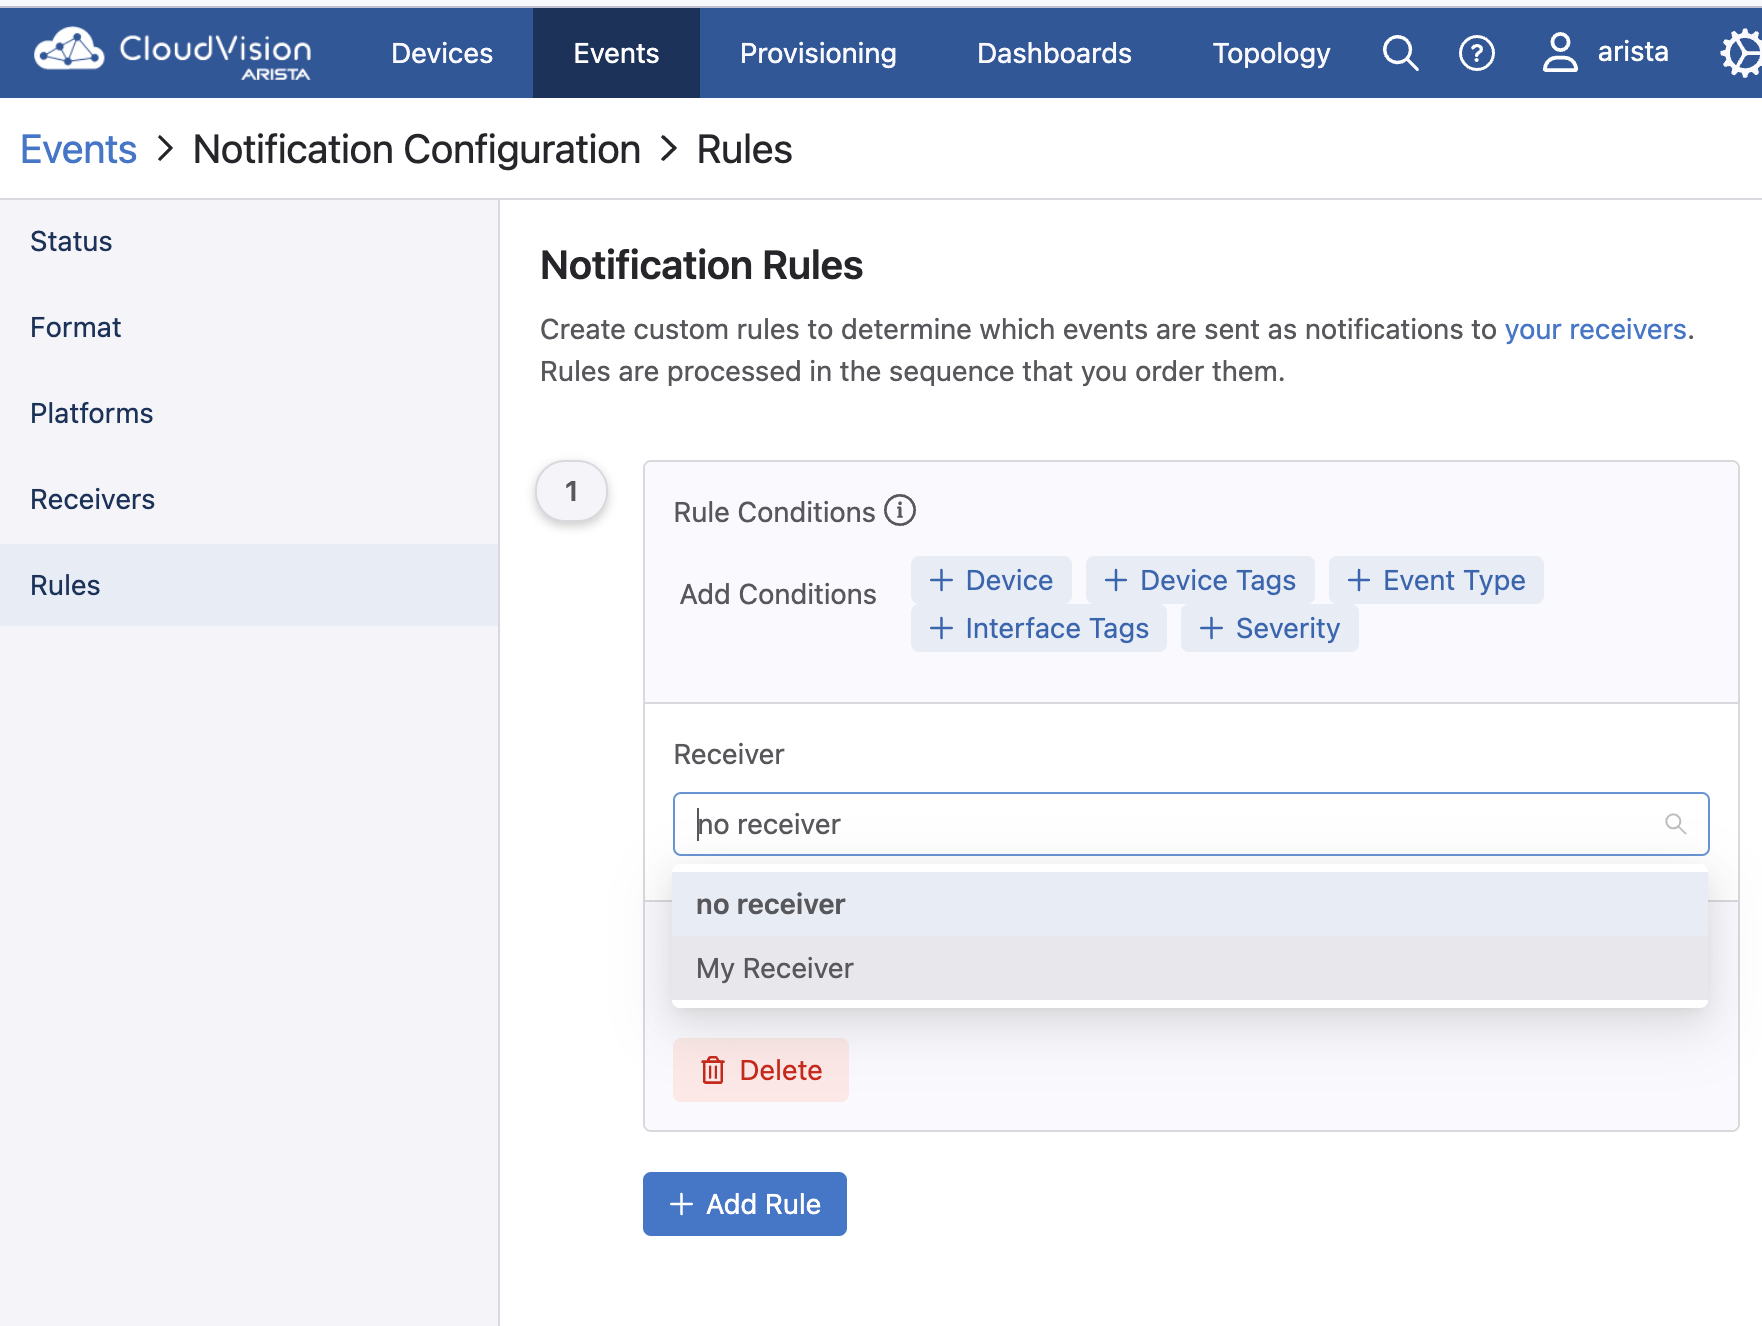 CloudVision
ARISTA
Devices
Events
Provisioning
Dashboards
Topology
arista
Events > Notification Configuration > Rules
Status
Format
Platforms
Receivers
Rules
Notification Rules
Create custom rules to determine which events are sent as notifications to your receivers.
Rules are processed in the sequence that you order them.
1
Rule Conditions
Add Conditions
+ Device
+ Device Tags
+ Event Type
+ Interface Tags
+ Severity
Receiver
no receiver
no receiver
My Receiver
Delete
+ Add Rule